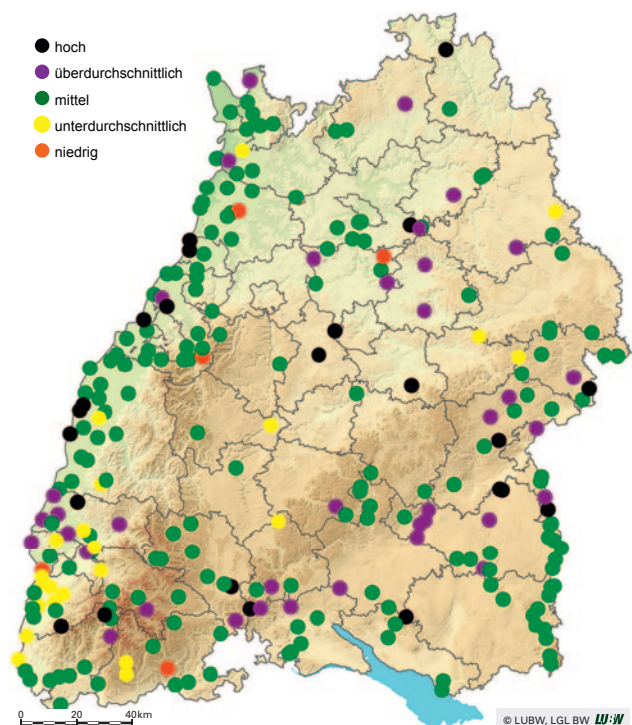 hoch
überdurchschnittlich
mittel
unterdurchschnittlich
niedrig
0 20 40km
© LUBW, LGL BW LUBW